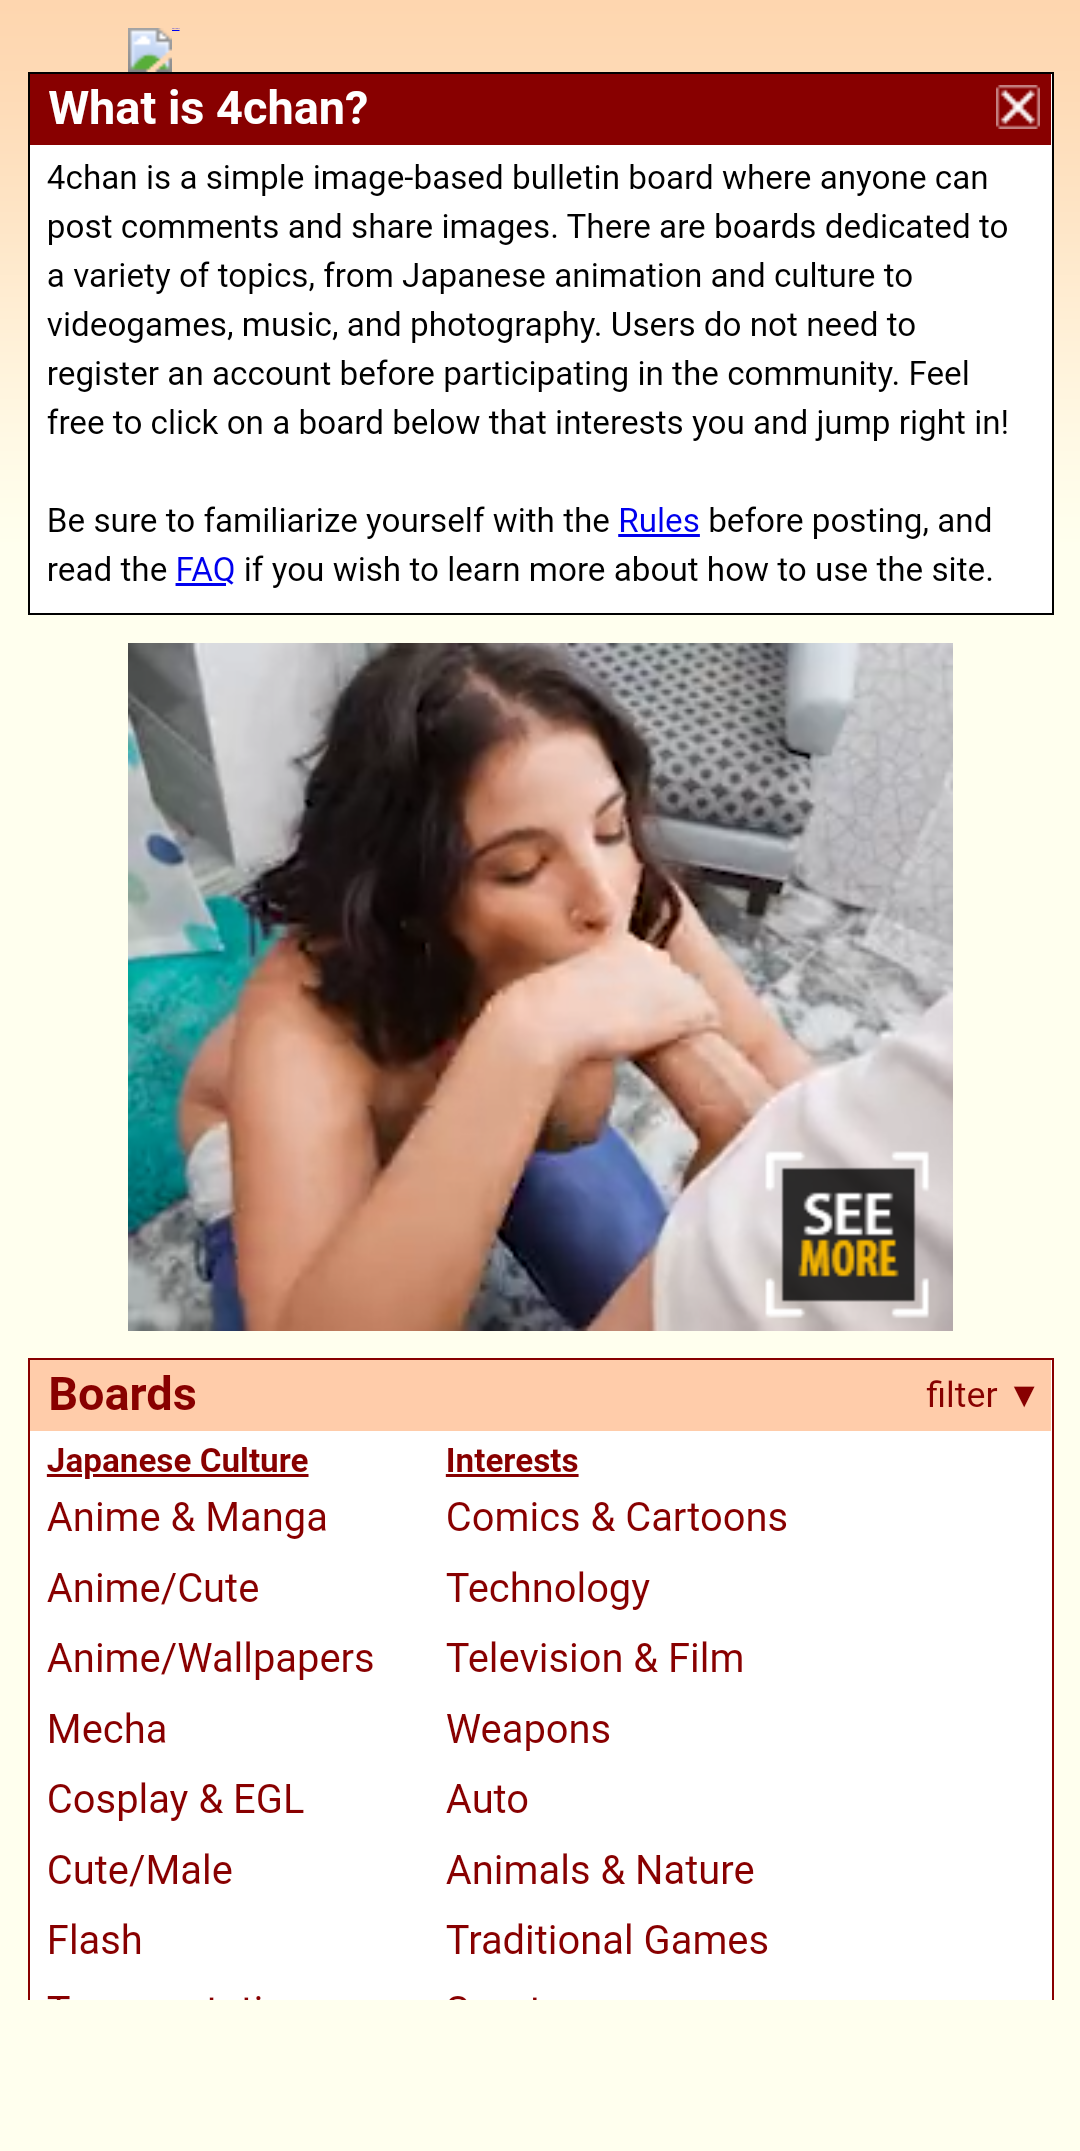 What is 4chan?
4chan is a simple image-based bulletin board where anyone can
post comments and share images. There are boards dedicated to
a variety of topics, from Japanese animation and culture to
videogames, music, and photography. Users do not need to
register an account before participating in the community. Feel
free to click on a board below that interests you and jump right in!
Be sure to familiarize yourself with the Rules before posting, and
read the FAQ if you wish to learn more about how to use the site.
SEE
MORE
Boards
filter ▼
Japanese Culture
Anime & Manga
Anime/Cute
Anime/Wallpapers
Mecha
Cosplay & EGL
Cute/Male
Flash
Interests
Comics & Cartoons
Technology
Television & Film
Weapons
Auto
Animals & Nature
Traditional Games